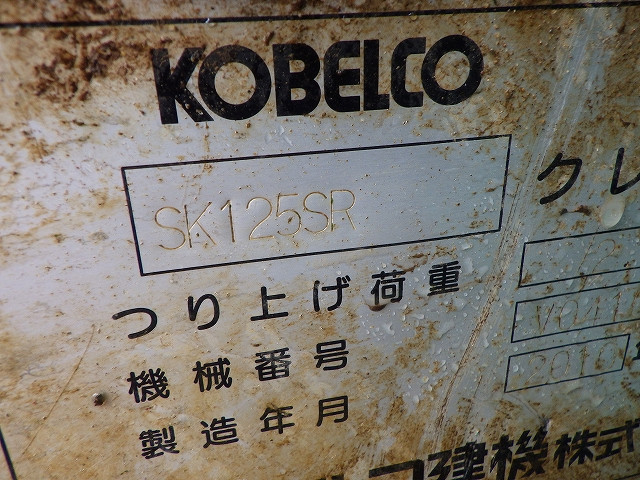 KOBELCO
SK125SR
クレ
つり上げ荷重
機械番号
製造年月 2010
建機株式